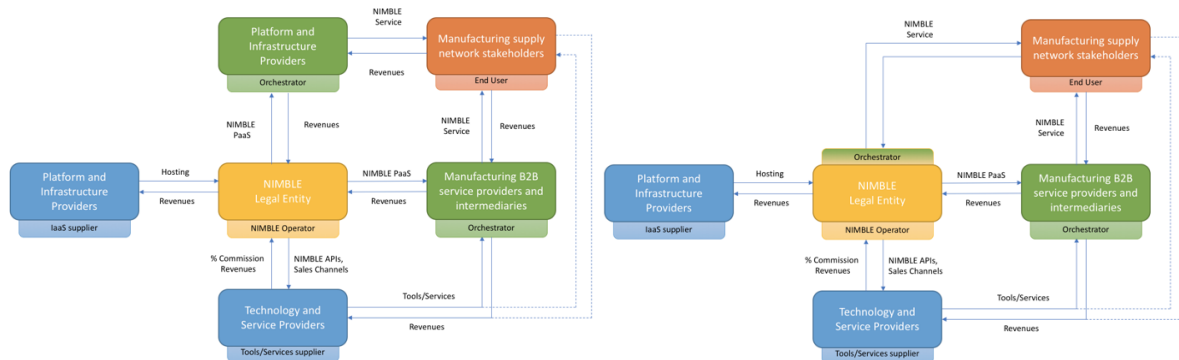 NIMBLE
Service
Platform and
Infrastructure
Providers
Orchestrator
Revenues
Manufacturing supply
network stakeholders
End User
NIMBLE
PaaS
Revenues
NIMBLE
Service
Revenues
Platform and
Infrastructure
Providers
IaaS supplier
Hosting
Revenues
NIMBLE
Legal Entity
NIMBLE Operator
NIMBLE PaaS
Revenues
Manufacturing B2B
service providers and
intermediaries
Orchestrator
% Commission
Revenues
NIMBLE APIs,
Sales Channels
Technology and
Service Providers
Tools/Services supplier
Tools/Services
Revenues
NIMBLE
Service
Manufacturing supply
network stakeholders
End User
NIMBLE
Service
Revenues
Platform and
Infrastructure
Providers
IaaS supplier
Hosting
Revenues
Orchestrator
NIMBLE
Legal Entity
NIMBLE Operator
NIMBLE PaaS
Revenues
Manufacturing B2B
service providers and
intermediaries
Orchestrator
% Commission
Revenues
NIMBLE APIs,
Sales Channels
Technology and
Service Providers
Tools/Services supplier
Tools/Services
Revenues